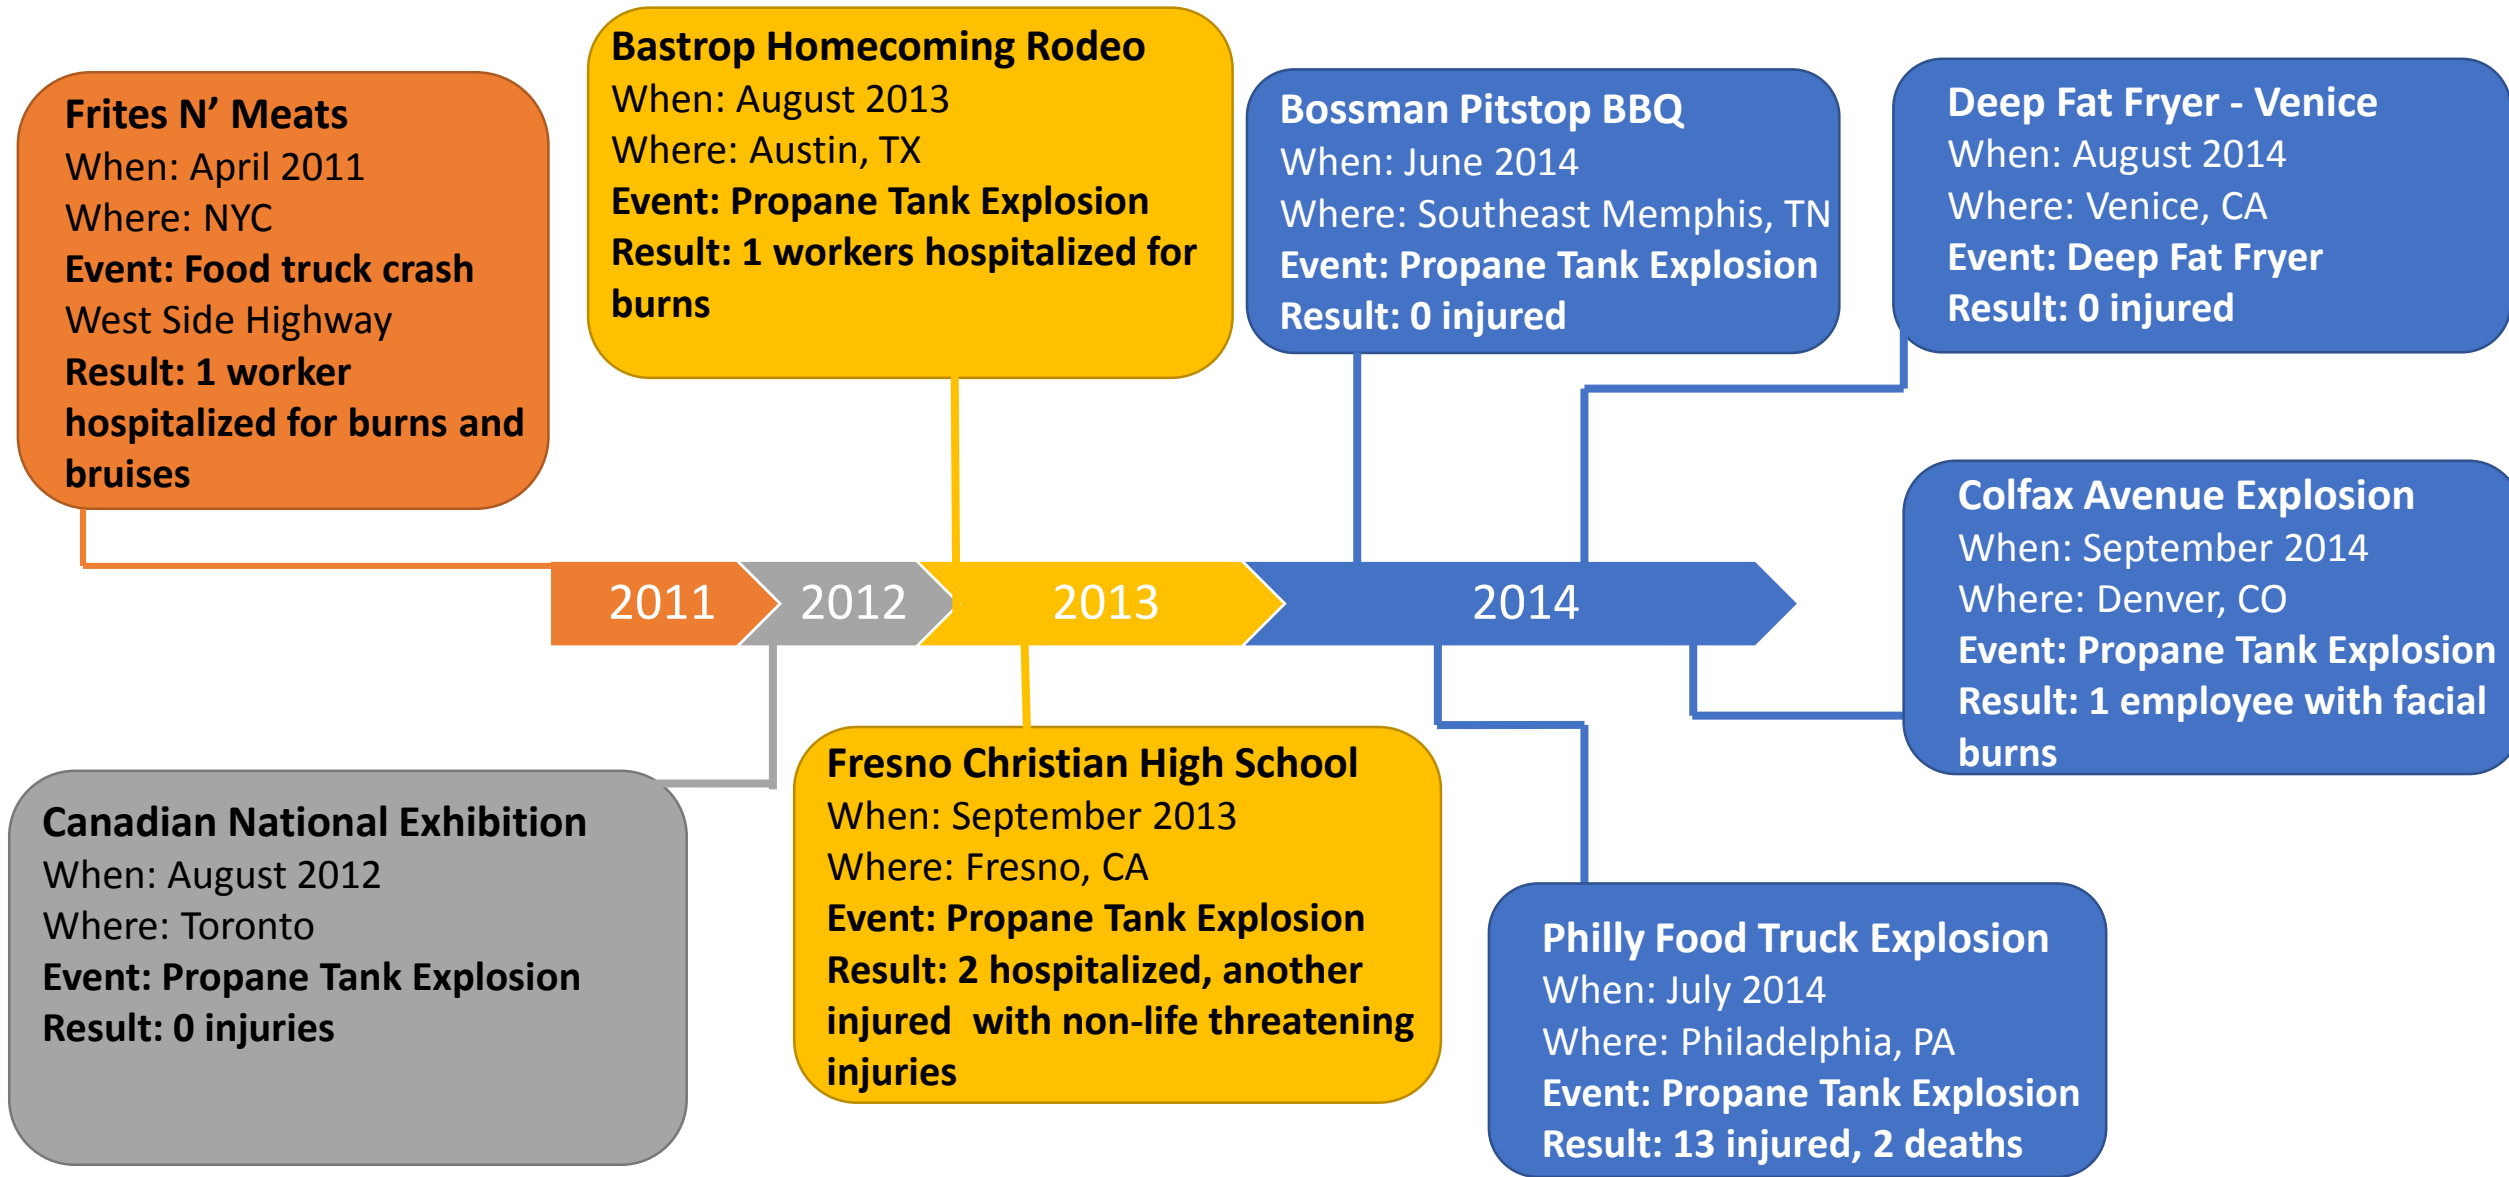 Frites N’ Meats
When: April 2011
Where: NYC
Event: Food truck crash
West Side Highway
Result: 1 worker
hospitalized for burns and
bruises
Bastrop Homecoming Rodeo
When: August 2013
Where: Austin, TX
Event: Propane Tank Explosion
Result: 1 workers hospitalized for
burns
Bossman Pitstop BBQ
When: June 2014
Where: Southeast Memphis, TN
Event: Propane Tank Explosion
Result: 0 injured
Deep Fat Fryer - Venice
When: August 2014
Where: Venice, CA
Event: Deep Fat Fryer
Result: 0 injured
2011
2012
2013
2014
Colfax Avenue Explosion
When: September 2014
Where: Denver, CO
Event: Propane Tank Explosion
Result: 1 employee with facial
burns
Canadian National Exhibition
When: August 2012
Where: Toronto
Event: Propane Tank Explosion
Result: 0 injuries
Fresno Christian High School
When: September 2013
Where: Fresno, CA
Event: Propane Tank Explosion
Result: 2 hospitalized, another
injured  with non-life threatening
injuries
Philly Food Truck Explosion
When: July 2014
Where: Philadelphia, PA
Event: Propane Tank Explosion
Result: 13 injured, 2 deaths